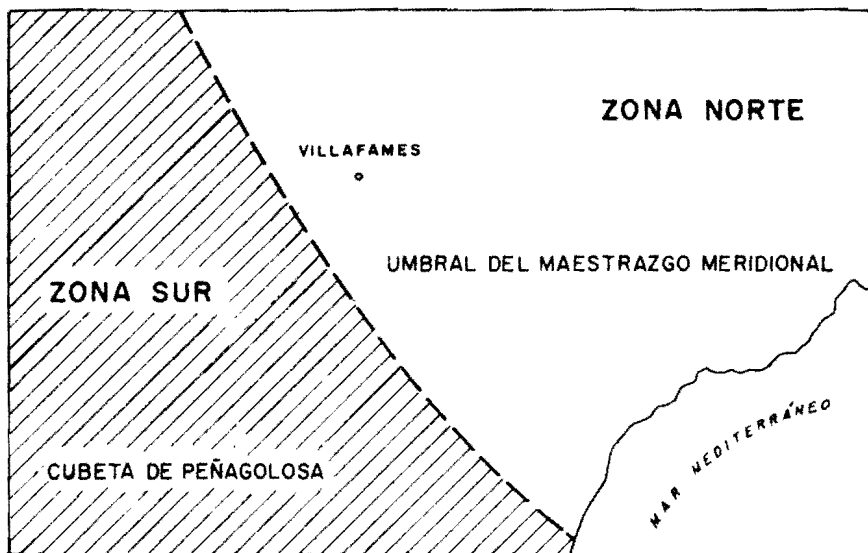 ZONA NORTE
VILLAFAMES
UMBRAL DEL MAESTRAZGO MERIDIONAL
ZONA SUR
MAR MEDITERRÁNEO
CUBETA DE PEÑAGOLOSA